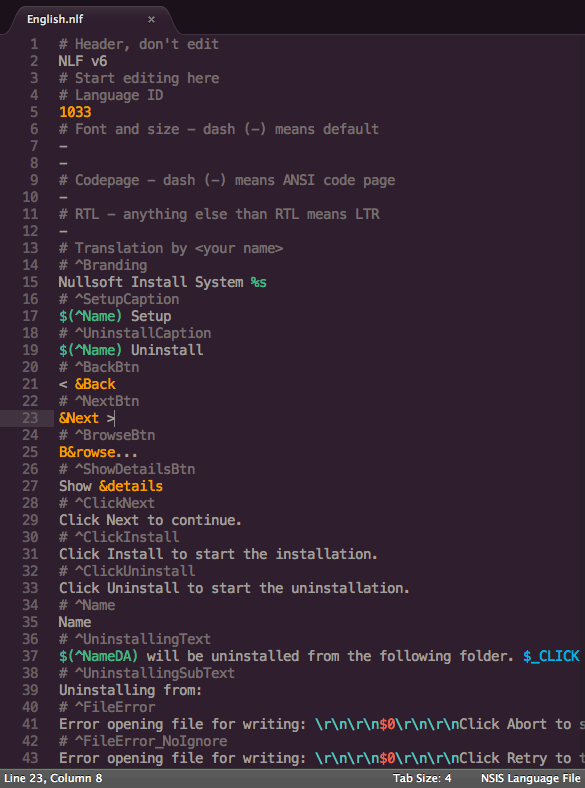 English.nlf ×
1 # Header, don't edit
2 NLF v6
3 # Start editing here
4 # Language ID
5 1033
6 # Font and size - dash (-) means default
7 -
8 -
9 # Codepage - dash (-) means ANSI code page
10 -
11 # RTL - anything else than RTL means LTR
12 -
13 # Translation by <your name>
14 # ^Branding
15 Nullsoft Install System %s
16 # ^SetupCaption
17 $(^Name) Setup
18 # ^UninstallCaption
19 $(^Name) Uninstall
20 # ^BackBtn
21 < &Back
22 # ^NextBtn
23 &Next >
24 # ^BrowseBtn
25 B&rowse...
26 # ^ShowDetailsBtn
27 Show &details
28 # ^ClickNext
29 Click Next to continue.
30 # ^ClickInstall
31 Click Install to start the installation.
32 # ^ClickUninstall
33 Click Uninstall to start the uninstallation.
34 # ^Name
35 Name
36 # ^UninstallingText
37 $(^NameDA) will be uninstalled from the following folder. $_CLICK
38 # ^UninstallingSubText
39 Uninstalling from:
40 # ^FileError
41 Error opening file for writing: \r\n\r\n$0\r\n\r\nClick Abort to s
42 # ^FileError_NoIgnore
43 Error opening file for writing: \r\n\r\n$0\r\n\r\nClick Retry to t
Line 23, Column 8 Tab Size: 4 NSIS Language File